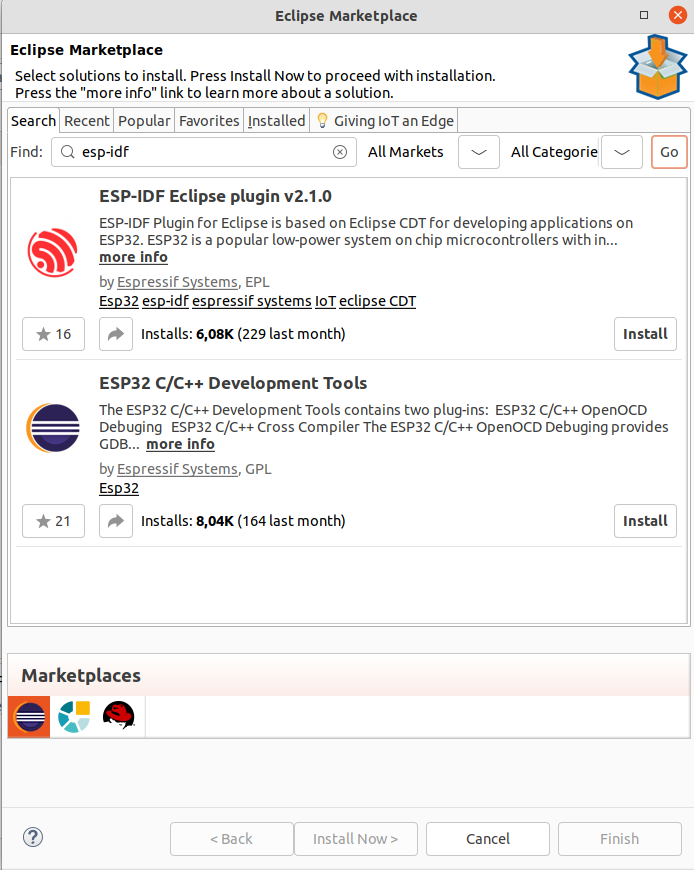 Eclipse Marketplace
Eclipse Marketplace
Select solutions to install. Press Install Now to proceed with installation.
Press the "more info" link to learn more about a solution.
Search Recent Popular Favorites Installed Giving IoT an Edge
Find: esp-idf All Markets All Categorie Go
ESP-IDF Eclipse plugin v2.1.0
ESP-IDF Plugin for Eclipse is based on Eclipse CDT for developing applications on
ESP32. ESP32 is a popular low-power system on chip microcontrollers with in...
more info
by Espressif Systems, EPL
Esp32 esp-idf espressif systems IoT eclipse CDT
16 Installs: 6,08K (229 last month) Install
ESP32 C/C++ Development Tools
The ESP32 C/C++ Development Tools contains two plug-ins: ESP32 C/C++ OpenOCD
Debuging ESP32 C/C++ Cross Compiler The ESP32 C/C++ OpenOCD Debuging provides
GDB... more info
by Espressif Systems, GPL
Esp32
21 Installs: 8,04K (164 last month) Install
Marketplaces
? < Back Install Now > Cancel Finish